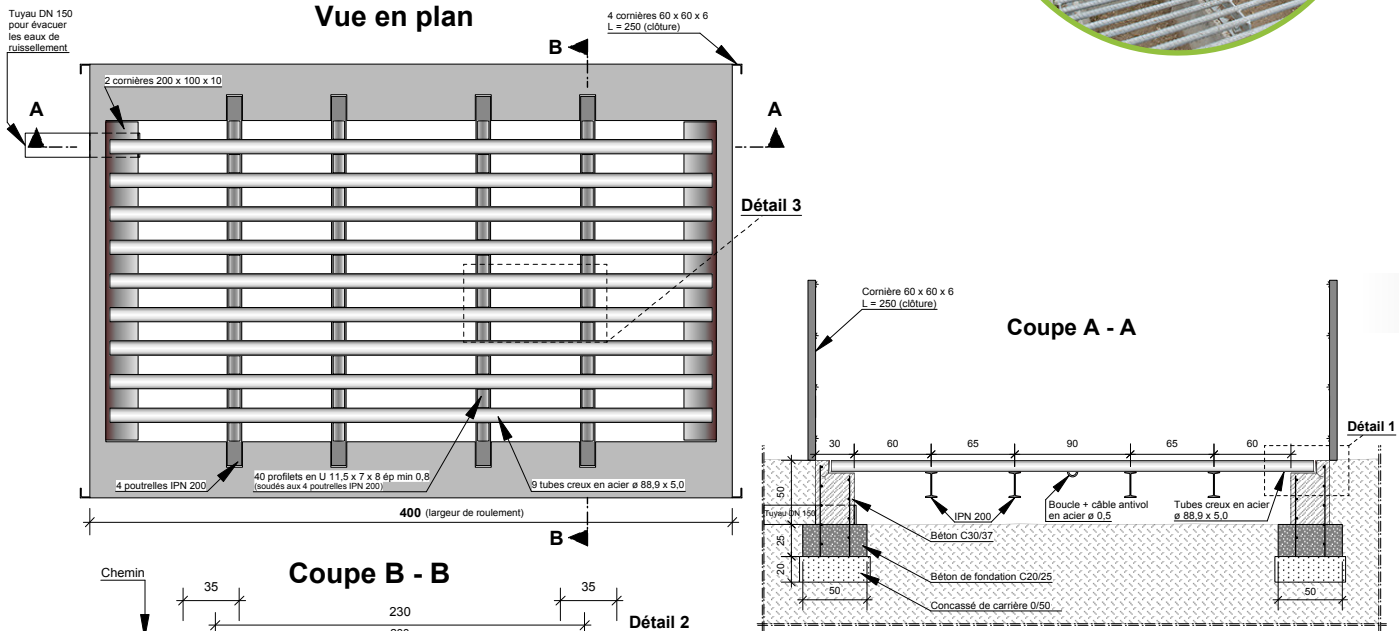 Tuyau DN 150
pour évacuer
les eaux de
ruissellement
Vue en plan
4 cornières 60 x 60 x 6
L = 250 (clôture)
B
2 cornières 200 x 100 x 10
A
A
Détail 3
4 poutrelles IPN 200
40 profilets en U 11,5 x 7 x 8 ép min 0,8
(soudés aux 4 poutrelles IPN 200)
9 tubes creux en acier ø 88,9 x 5,0
400 (largeur de roulement)
B
Cornière 60 x 60 x 6
L = 250 (clôture)
Coupe A - A
Détail 1
30
60
65
90
65
60
50
Tuyau DN 150
25
20
IPN 200
Boucle + câble antivol
en acier ø 0,5
Tubes creux en acier
ø 88,9 x 5,0
Béton C30/37
Béton de fondation C20/25
Concassé de carrière 0/50
50
50
Chemin
Coupe B - B
35
230
35
Détail 2